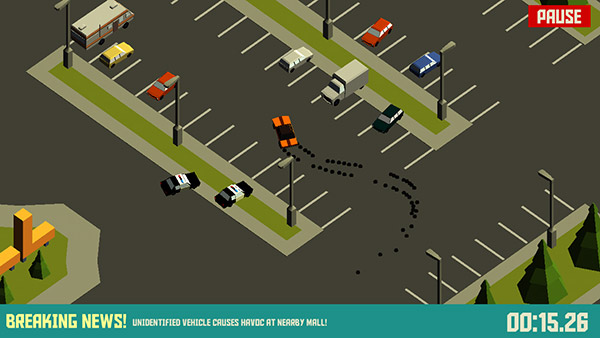 PAUSE
BREAKING NEWS! UNIDENTIFIED VEHICLE CAUSES HAVOC AT NEARBY MALL! 00:15.26